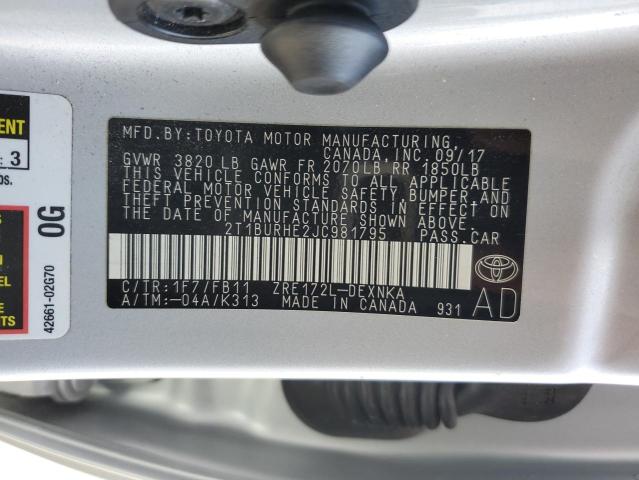 MFD.BY:TOYOTA MOTOR MANUFACTURING,
CANADA,INC.09/17
GVWR 3820 LB GAWR FR 2070LB RR 1850LB
THIS VEHICLE CONFORMS TO ALL APPLICABLE
FEDERAL MOTOR VEHICLE SAFETY, BUMPER, AND
THEFT PREVENTION STANDARDS IN EFFECT ON
THE DATE OF MANUFACTURE SHOWN ABOVE.
2T1BURHE2JC981795 PASS.CAR
C/TR:1F7/FB11 ZRE172L-DEXNKA
A/TM:-04A/K313 MADE IN CANADA 931
TOYOTA
AD
: 3
0G
42661-02G70